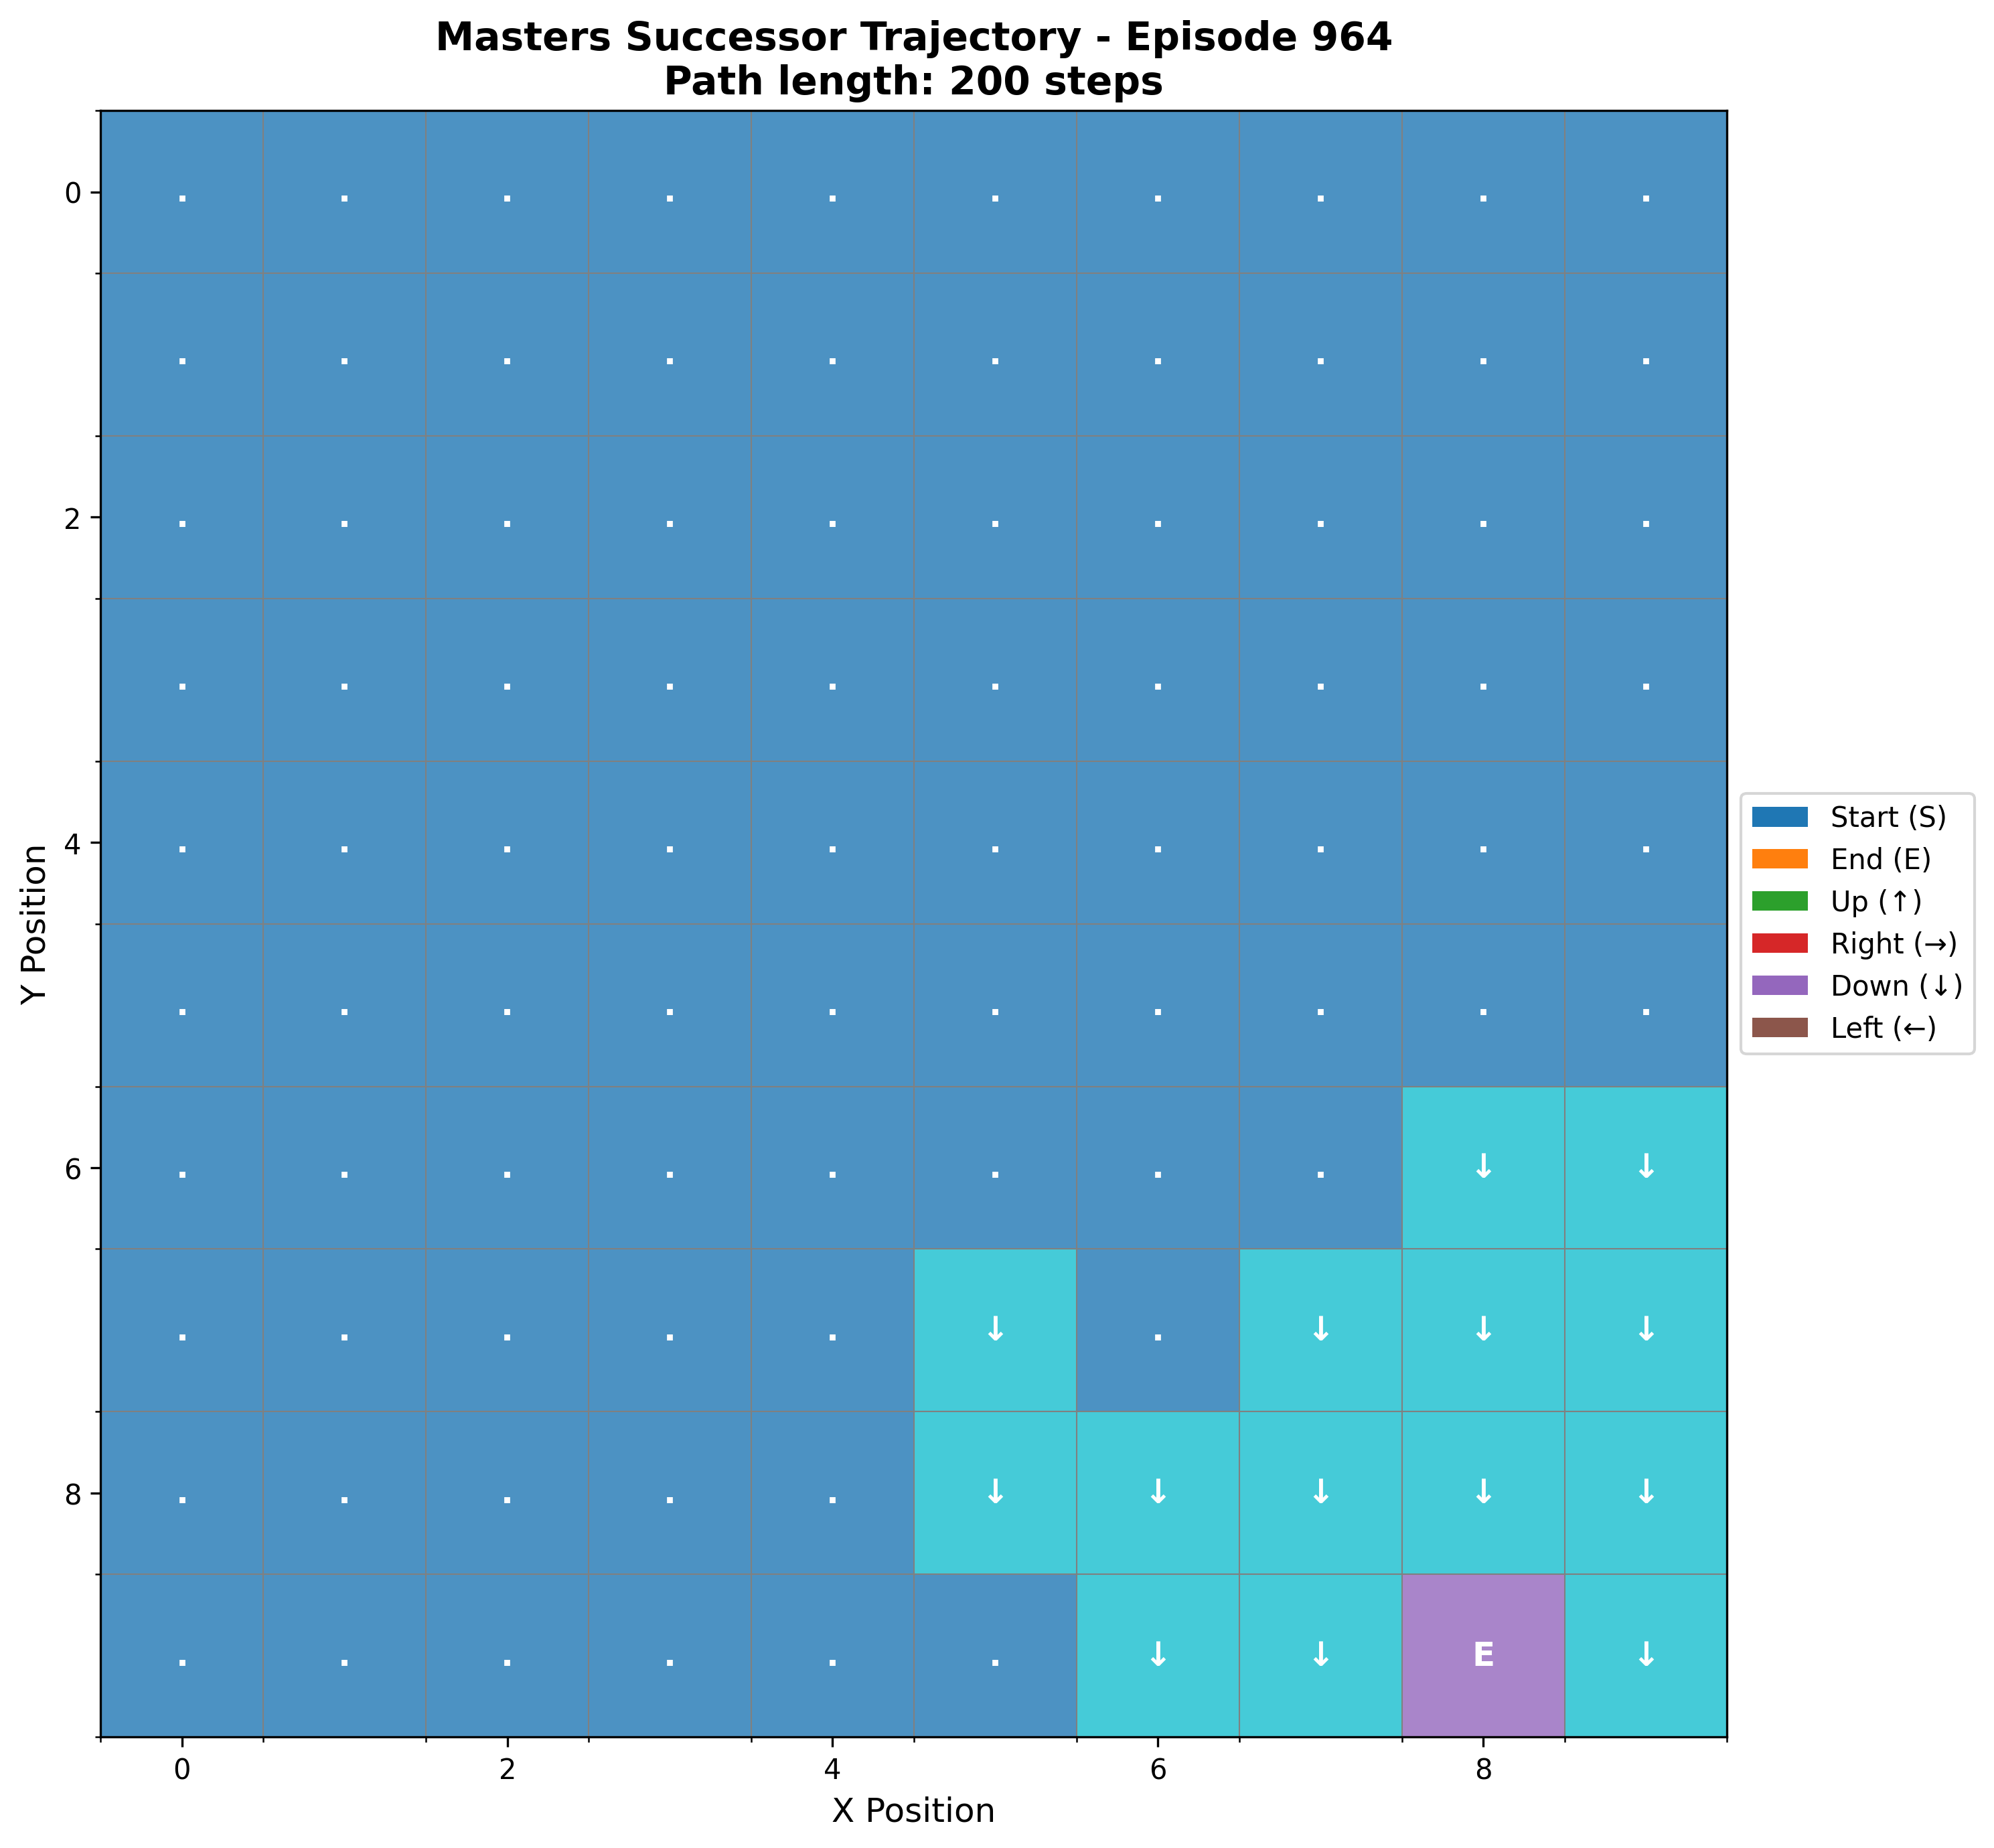 Masters Successor Trajectory - Episode 964
Path length: 200 steps
0 . . . . . . . . . .
. . . . . . . . . .
2 . . . . . . . . . .
. . . . . . . . . .
4 . . . . . . . . . .
. . . . . . . . . .
6 . . . . . . . . ↓ ↓
. . . . . ↓ . ↓ ↓ ↓
8 . . . . . ↓ ↓ ↓ ↓ ↓
. . . . . . ↓ ↓ E ↓
0 2 4 6 8
X Position
Y Position
Start (S)
End (E)
Up (↑)
Right (→)
Down (↓)
Left (←)